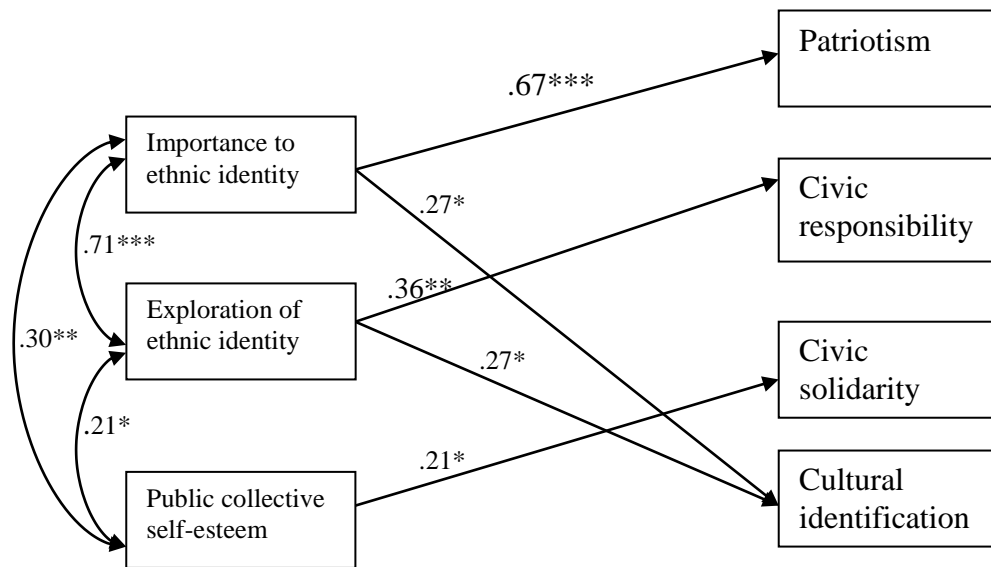 Patriotism
.67***
Importance to
ethnic identity
.27*
Civic
responsibility
.71***
.36**
Exploration of
ethnic identity
.30**
.27*
Civic
solidarity
.21*
.21*
Public collective
self-esteem
Cultural
identification